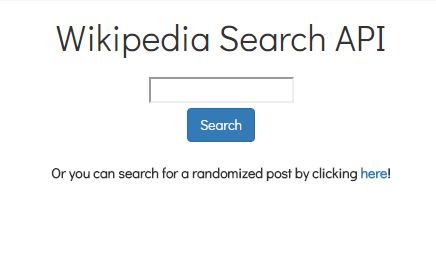 Wikipedia Search API
Search
Or you can search for a randomized post by clicking here!